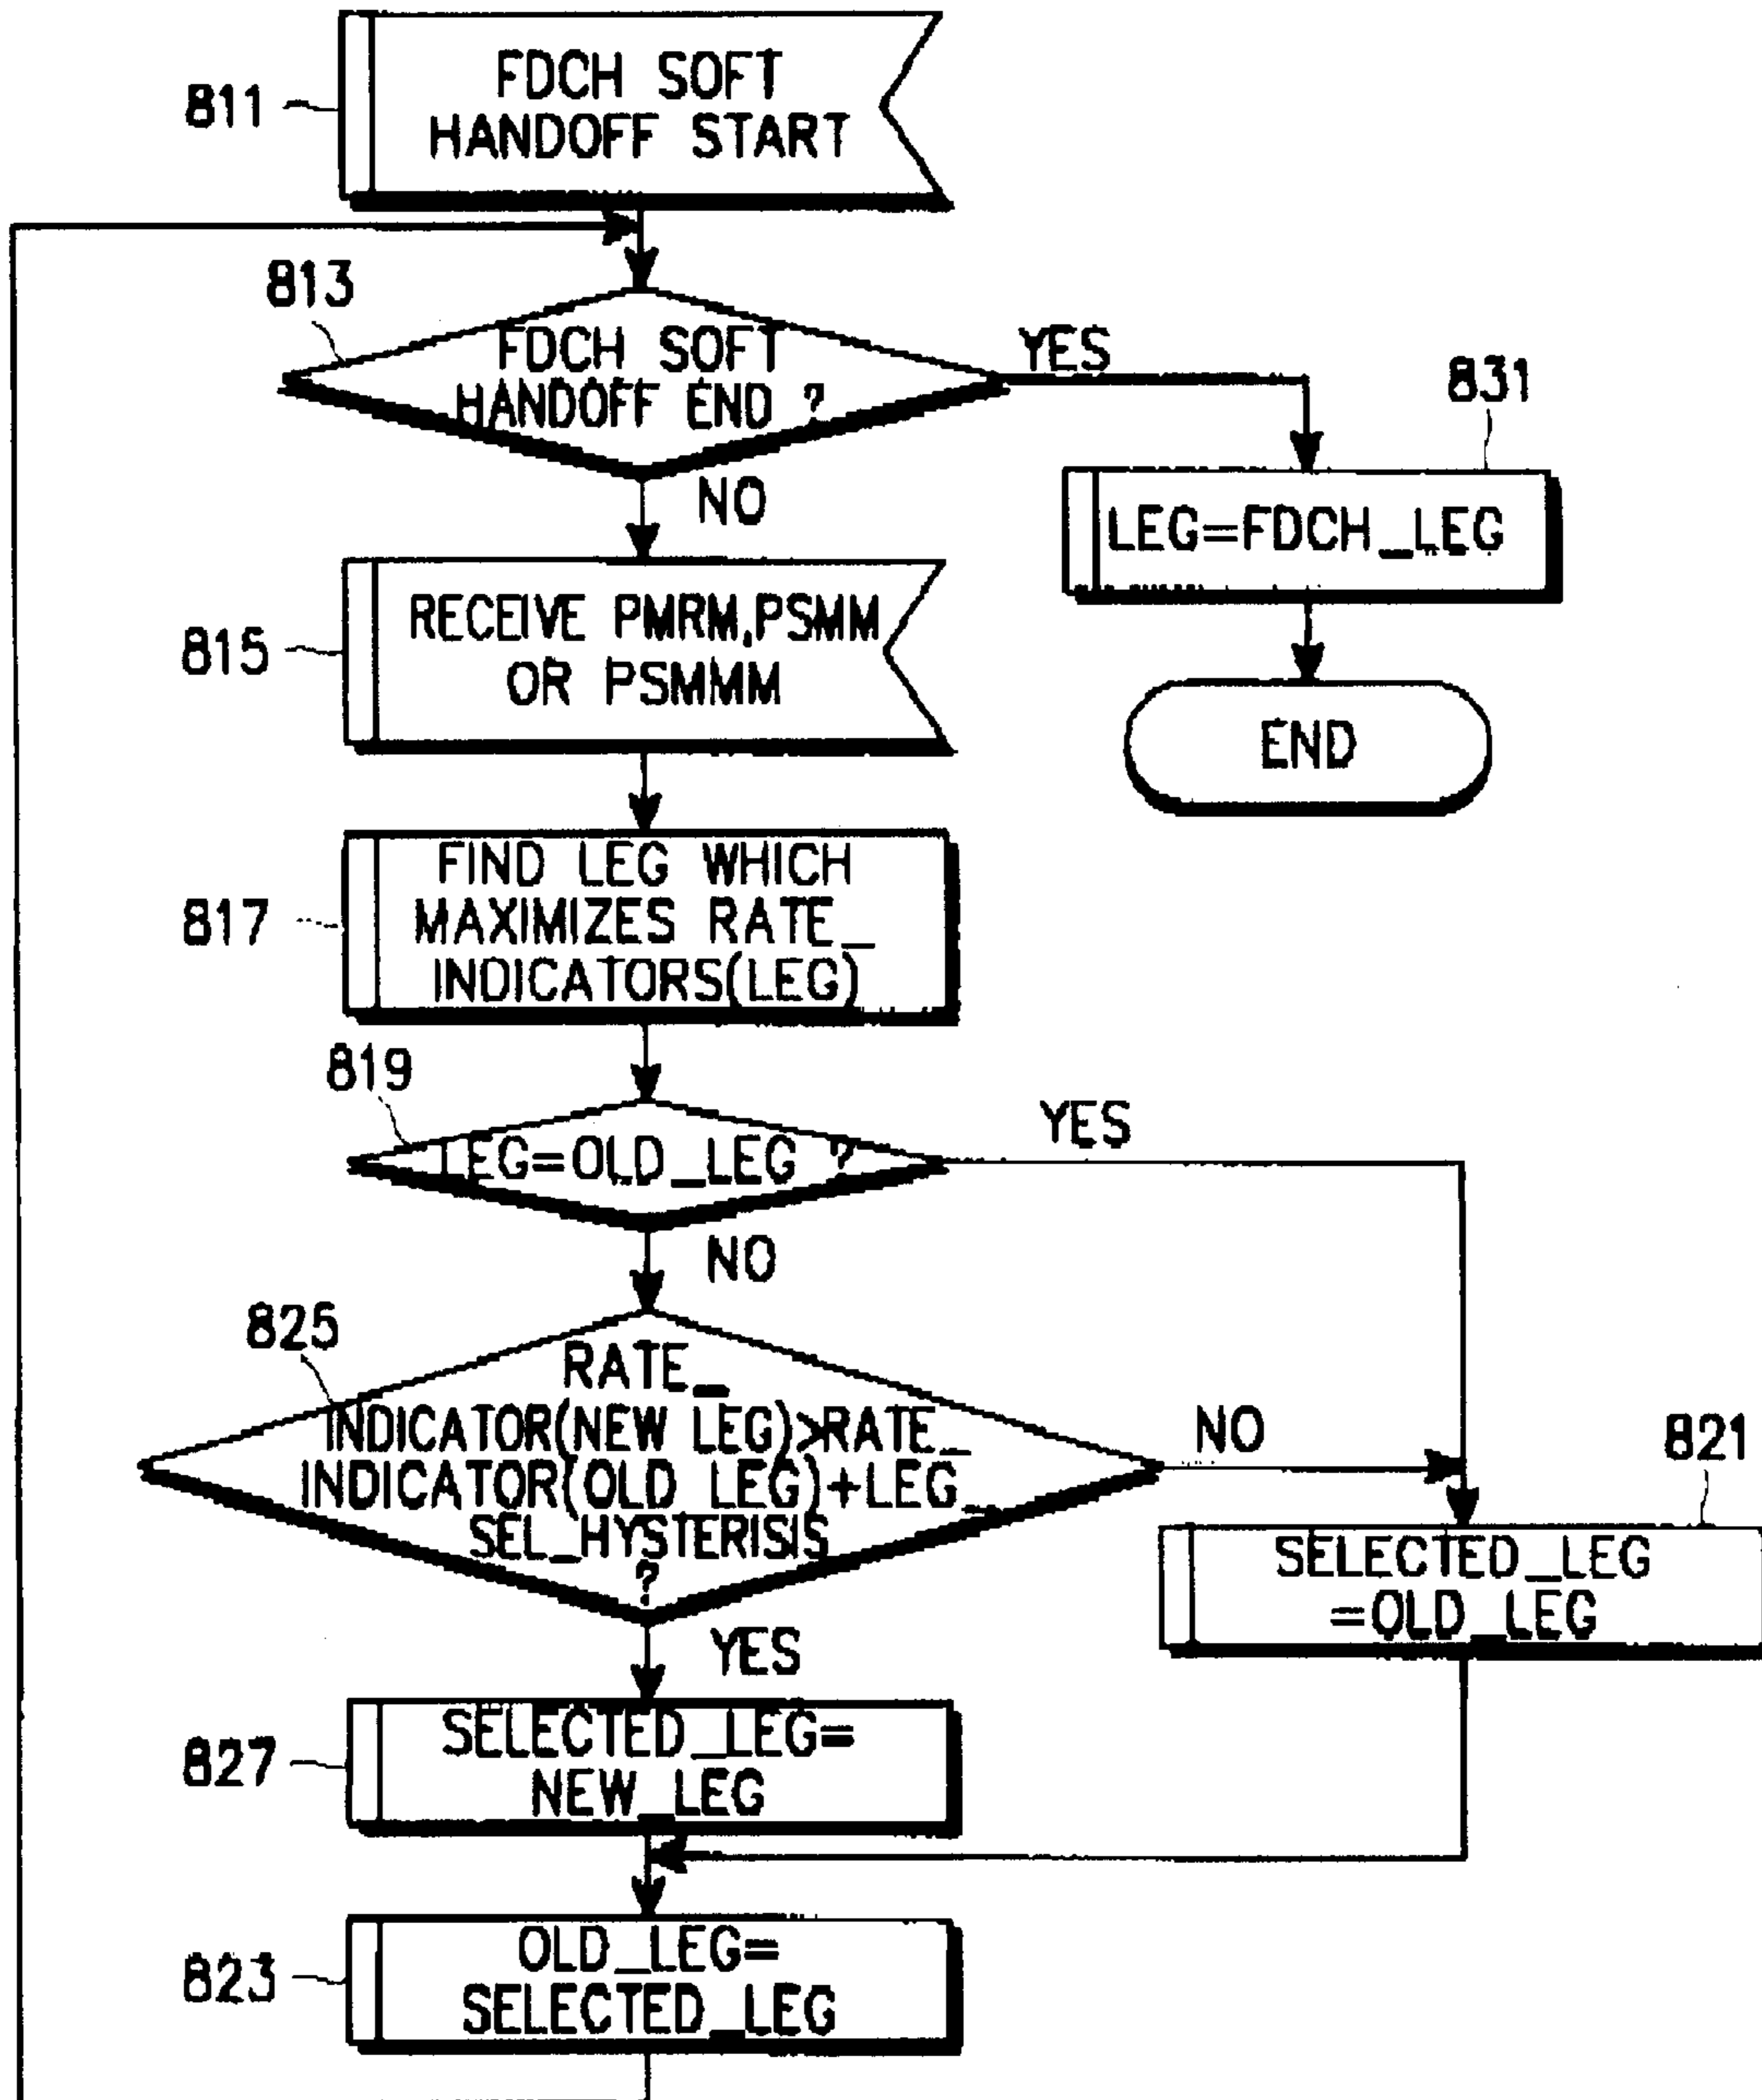 811
FDCH SOFT
HANDOFF START
813
FDCH SOFT
HANDOFF END ?
YES
NO
831
LEG=FDCH_LEG
END
815
RECEIVE PMRM,PSMM
OR PSMMM
817
FIND LEG WHICH
MAXIMIZES RATE_
INDICATORS(LEG)
819
LEG=OLD_LEG ?
YES
NO
825
RATE_
INDICATOR(NEW LEG)>RATE_
INDICATOR(OLD LEG)+LEG_
SEL_HYSTERISIS
?
NO
YES
821
SELECTED_LEG
=OLD_LEG
827
SELECTED_LEG=
NEW_LEG
823
OLD_LEG=
SELECTED_LEG